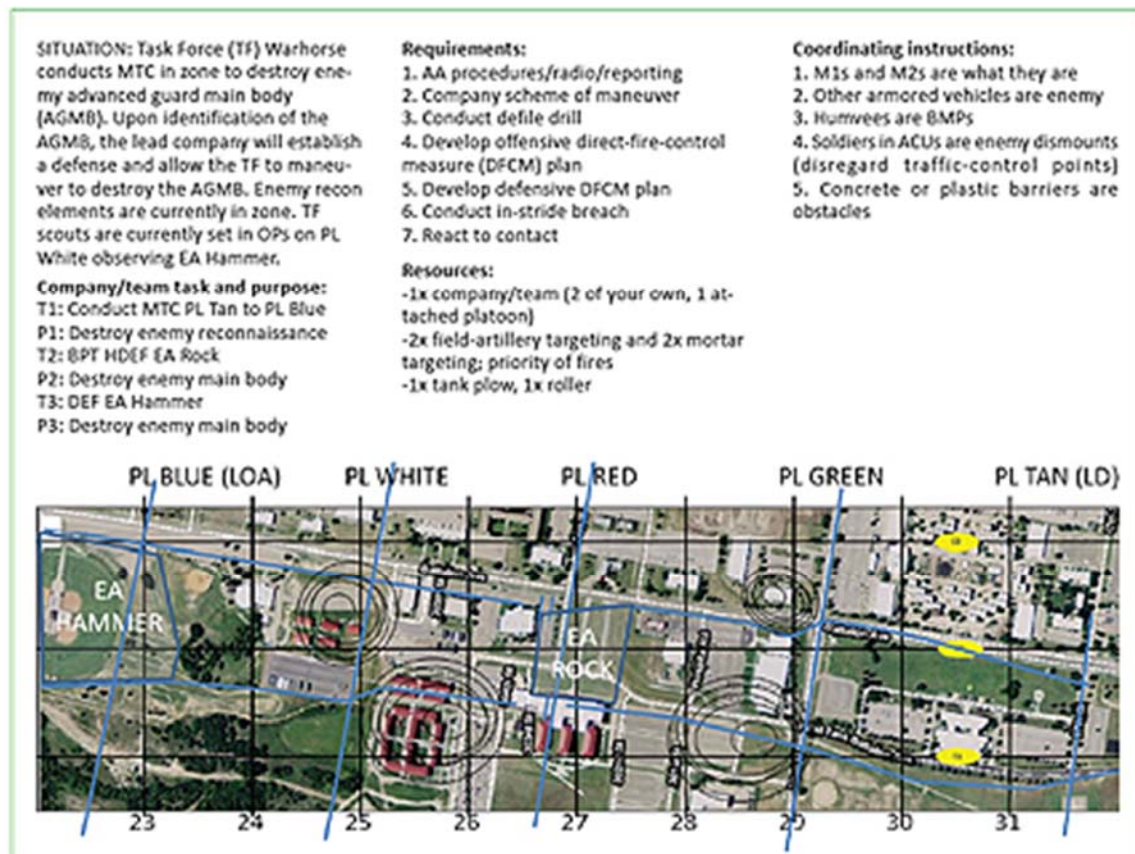 SITUATION: Task Force (TF) Warhorse
conducts MTC in zone to destroy ene-
my advanced guard main body
(AGMB). Upon identification of the
AGMB, the lead company will establish
a defense and allow the TF to maneu-
ver to destroy the AGMB. Enemy recon
elements are currently in zone. TF
scouts are currently set in OPs on PL
White observing EA Hammer.
Company/team task and purpose:
T1: Conduct MTC PL Tan to PL Blue
P1: Destroy enemy reconnaissance
T2: BPT HDEF EA Rock
P2: Destroy enemy main body
T3: DEF EA Hammer
P3: Destroy enemy main body
Requirements:
1. AA procedures/radio/reporting
2. Company scheme of maneuver
3. Conduct defile drill
4. Develop offensive direct-fire-control
measure (DFCM) plan
5. Develop defensive DFCM plan
6. Conduct in-stride breach
7. React to contact
Resources:
-1x company/team (2 of your own, 1 at-
tached platoon)
-2x field-artillery targeting and 2x mortar
targeting; priority of fires
-1x tank plow, 1x roller
Coordinating instructions:
1. M1s and M2s are what they are
2. Other armored vehicles are enemy
3. Humvees are BMPs
4. Soldiers in ACUs are enemy dismounts
(disregard traffic-control points)
5. Concrete or plastic barriers are
obstacles
PL BLUE (LOA) PL WHITE PL RED PL GREEN PL TAN (LD)
EA
HAMMER
EA
ROCK
23 24 25 26 27 28 29 30 31